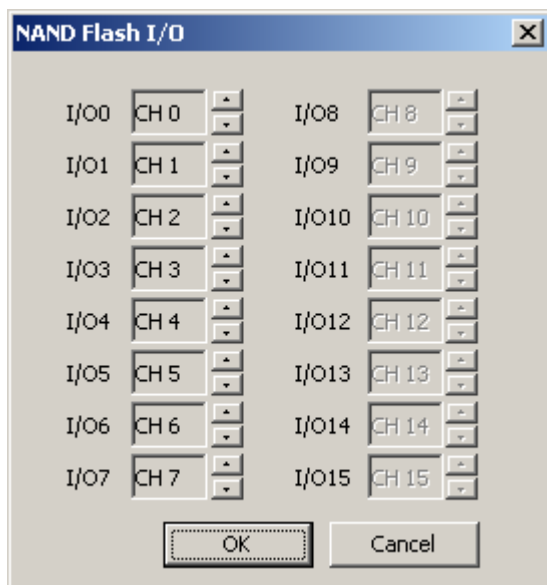 NAND Flash I/O
I/O0 CH 0 I/O8 CH 8
I/O1 CH 1 I/O9 CH 9
I/O2 CH 2 I/O10 CH 10
I/O3 CH 3 I/O11 CH 11
I/O4 CH 4 I/O12 CH 12
I/O5 CH 5 I/O13 CH 13
I/O6 CH 6 I/O14 CH 14
I/O7 CH 7 I/O15 CH 15
OK Cancel